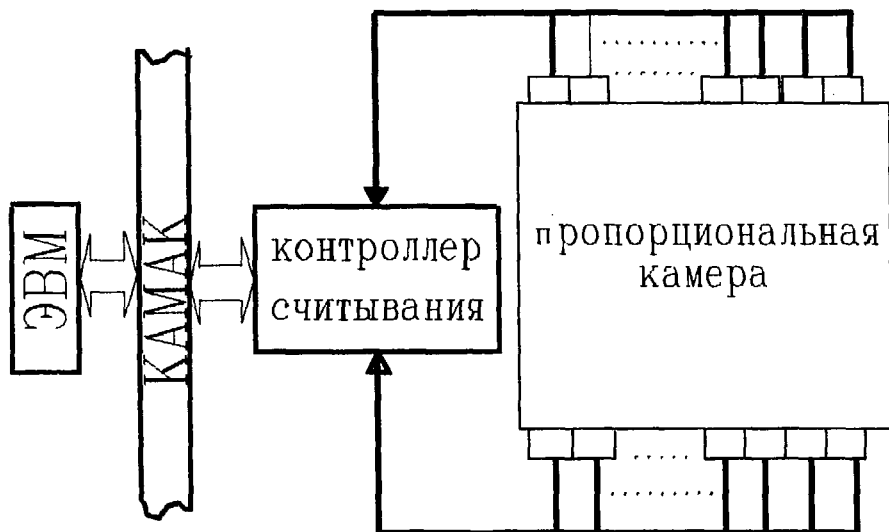 ЭВМ
КАМАК
контроллер
считывания
пропорциональная
камера